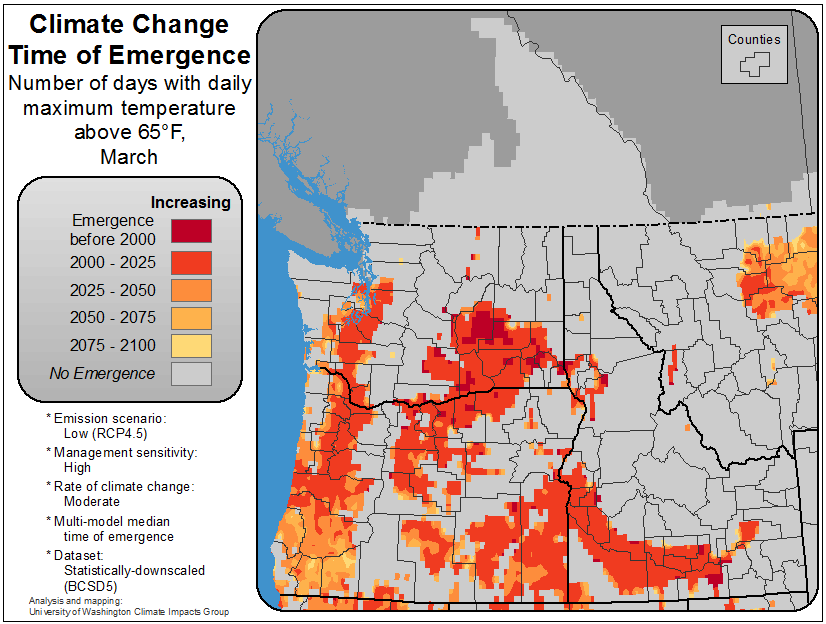 Climate Change
Time of Emergence
Number of days with daily
maximum temperature
above 65°F,
March
Increasing
Emergence
before 2000
2000 - 2025
2025 - 2050
2050 - 2075
2075 - 2100
No Emergence
* Emission scenario:
Low (RCP4.5)
* Management sensitivity:
High
* Rate of climate change:
Moderate
* Multi-model median
time of emergence
* Dataset:
Statistically-downscaled
(BCSD5)
Analysis and mapping:
University of Washington Climate Impacts Group
Counties